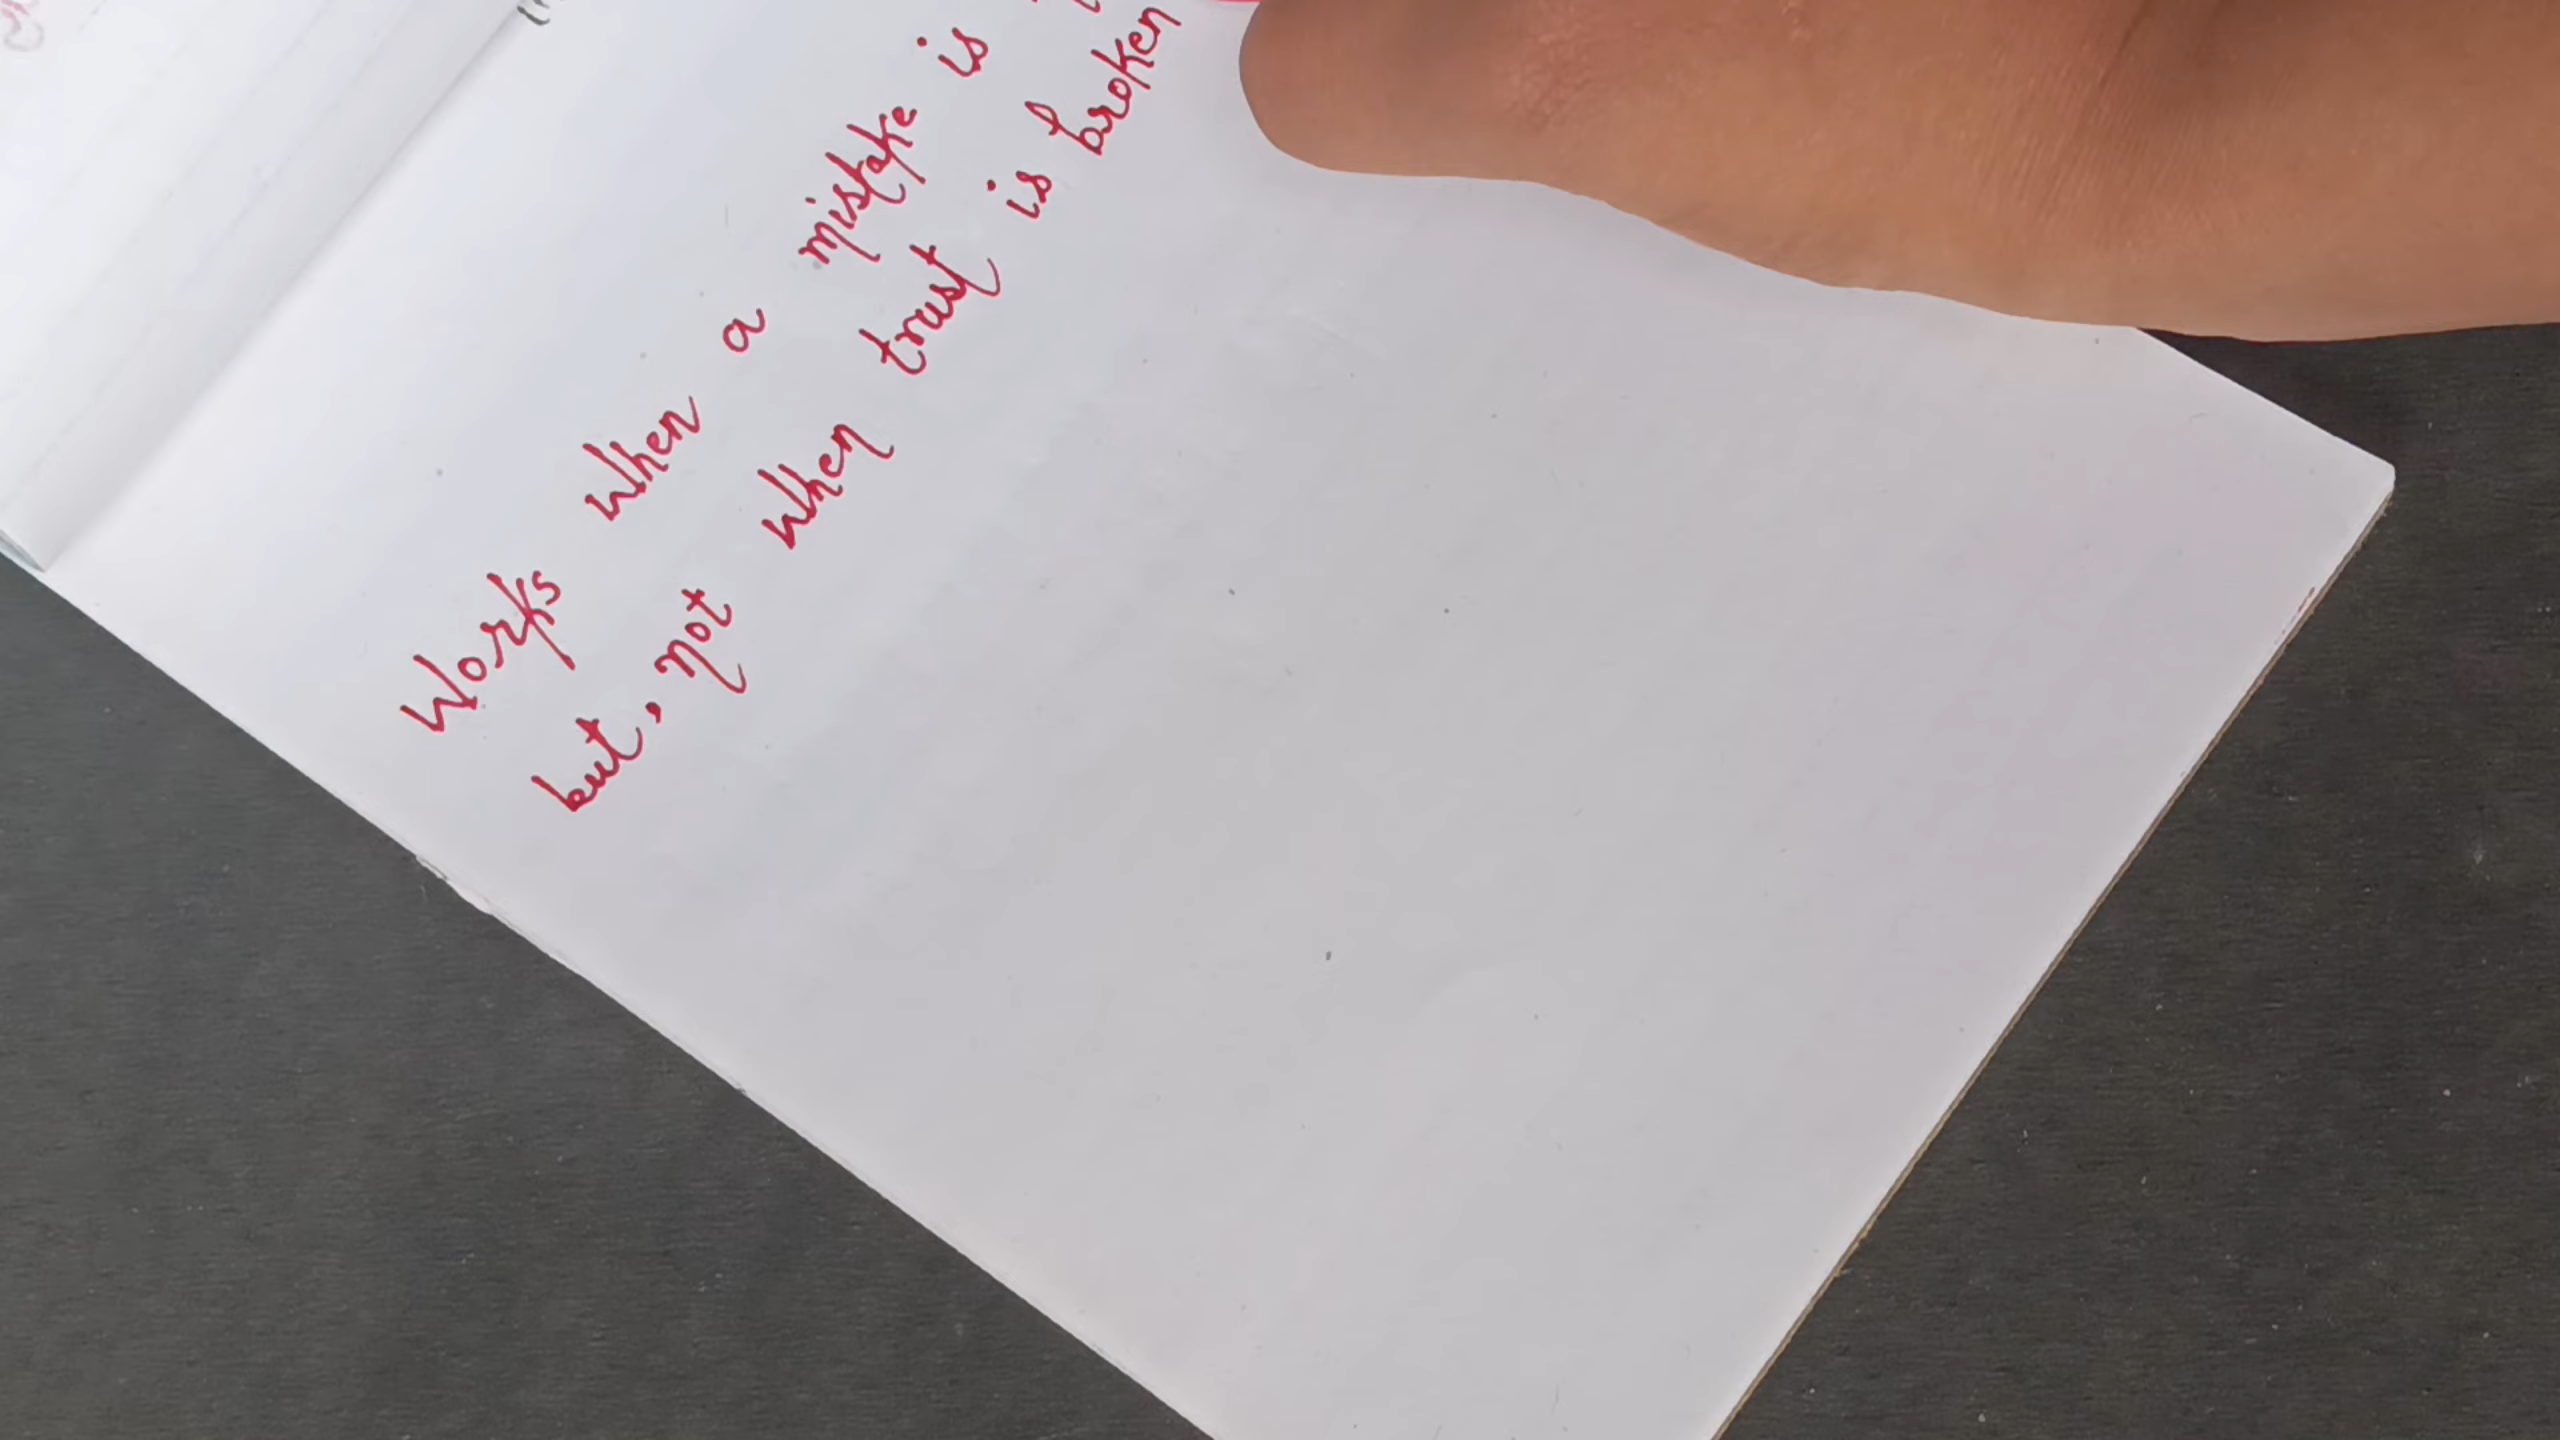 Works when a mistake is
but, not when trust is broken